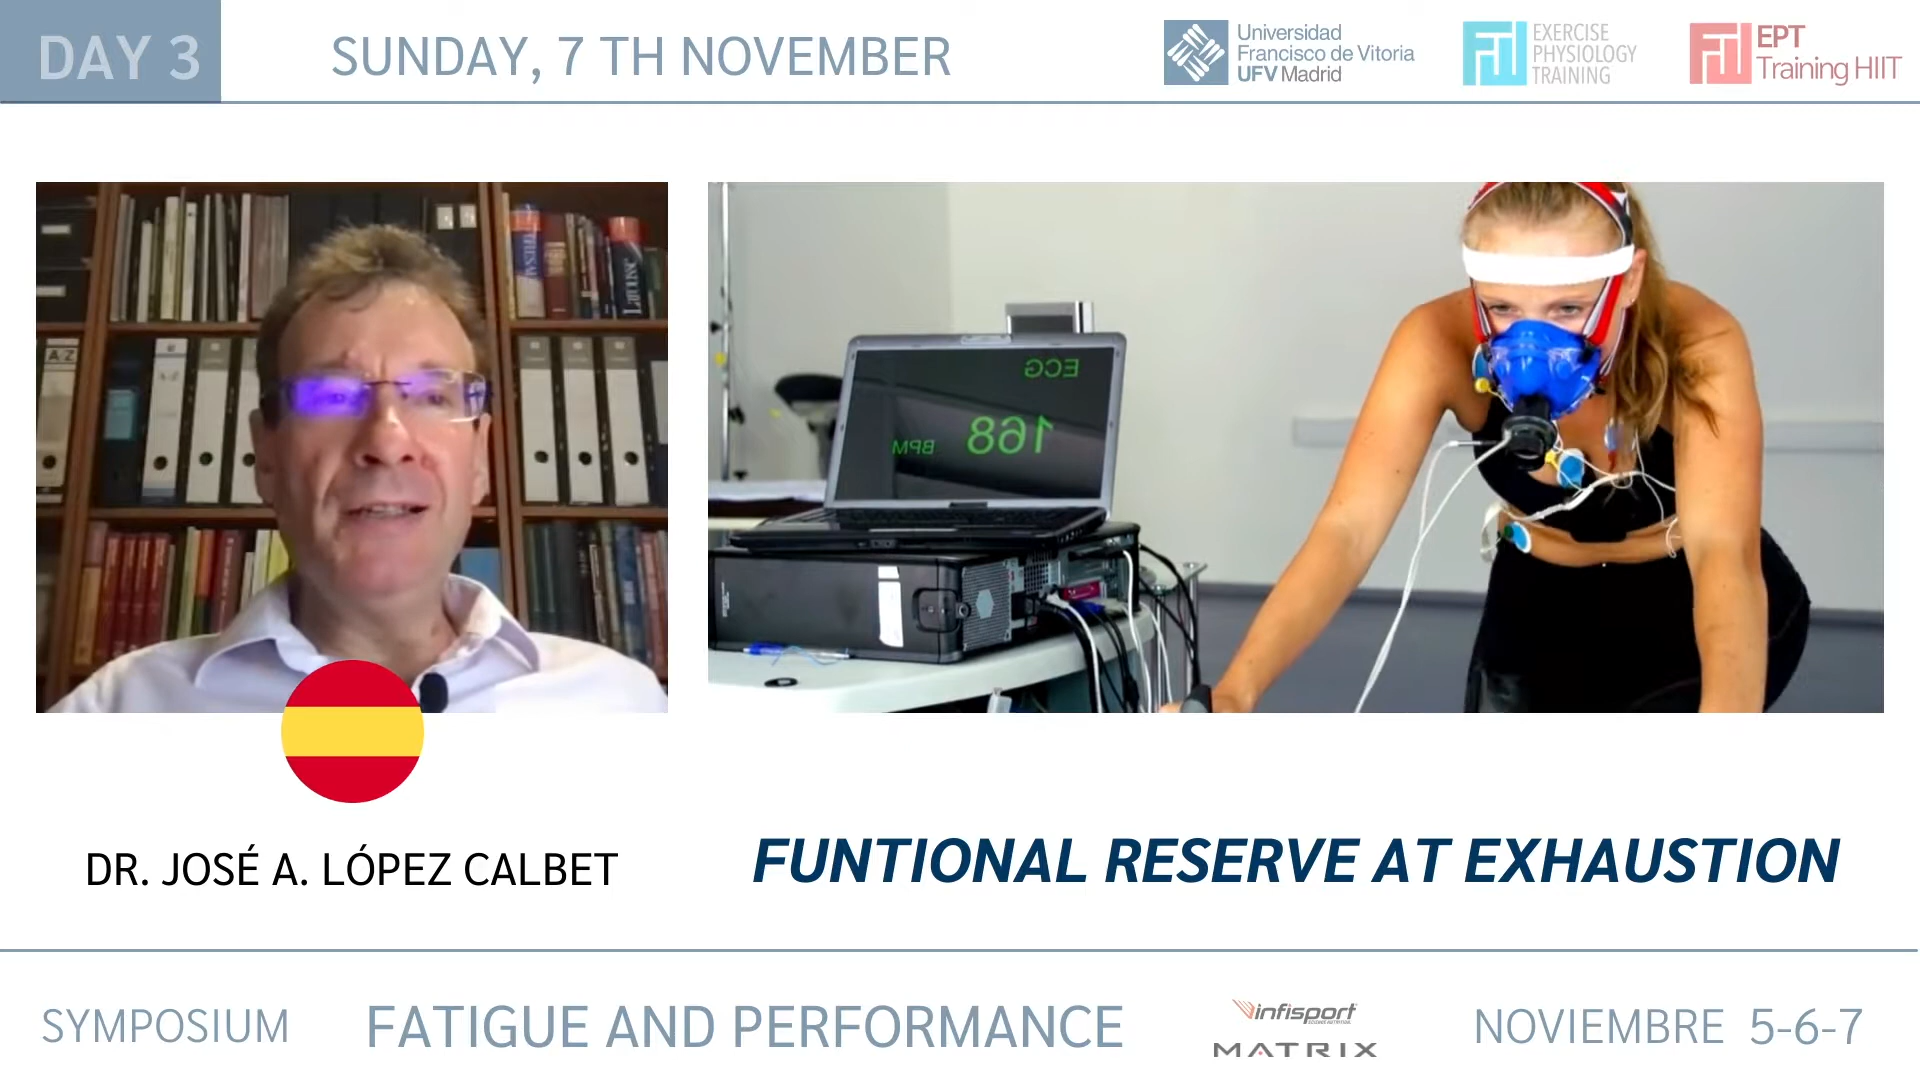 DAY 3
SUNDAY, 7 TH NOVEMBER
Universidad
Francisco de Vitoria
UFV Madrid
EXERCISE
PHYSIOLOGY
TRAINING
EPT
Training HIIT
LAROUSSE
A-Z
ECG
168 BPM
DR. JOSÉ A. LÓPEZ CALBET
FUNTIONAL RESERVE AT EXHAUSTION
SYMPOSIUM
FATIGUE AND PERFORMANCE
infisport
MATRIX
NOVIEMBRE 5-6-7